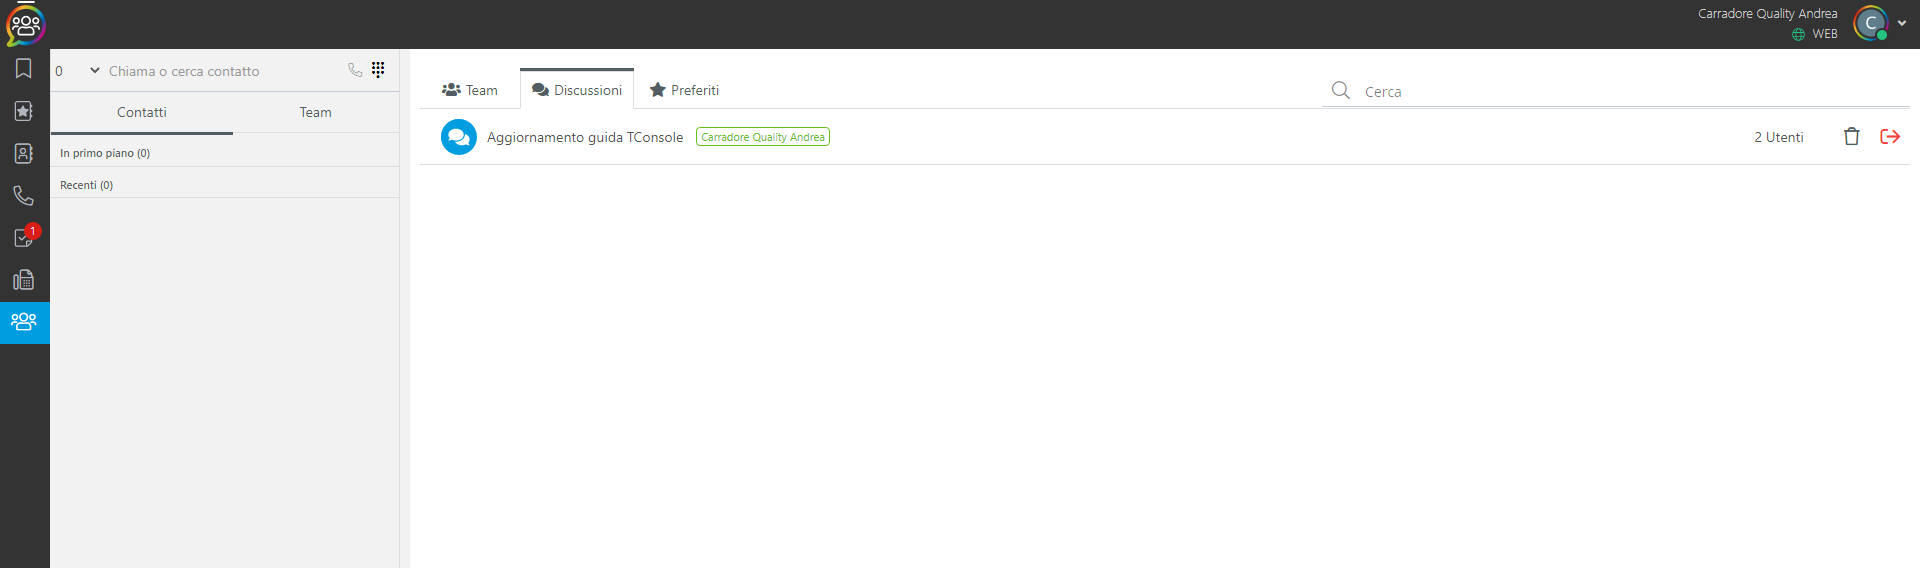 Carradore Quality Andrea
WEB
C
0 Chiama o cerca contatto
Contatti Team
In primo piano (0)
Recenti (0)
1
Team Discussioni Preferiti Cerca
Aggiornamento guida TConsole Carradore Quality Andrea 2 Utenti